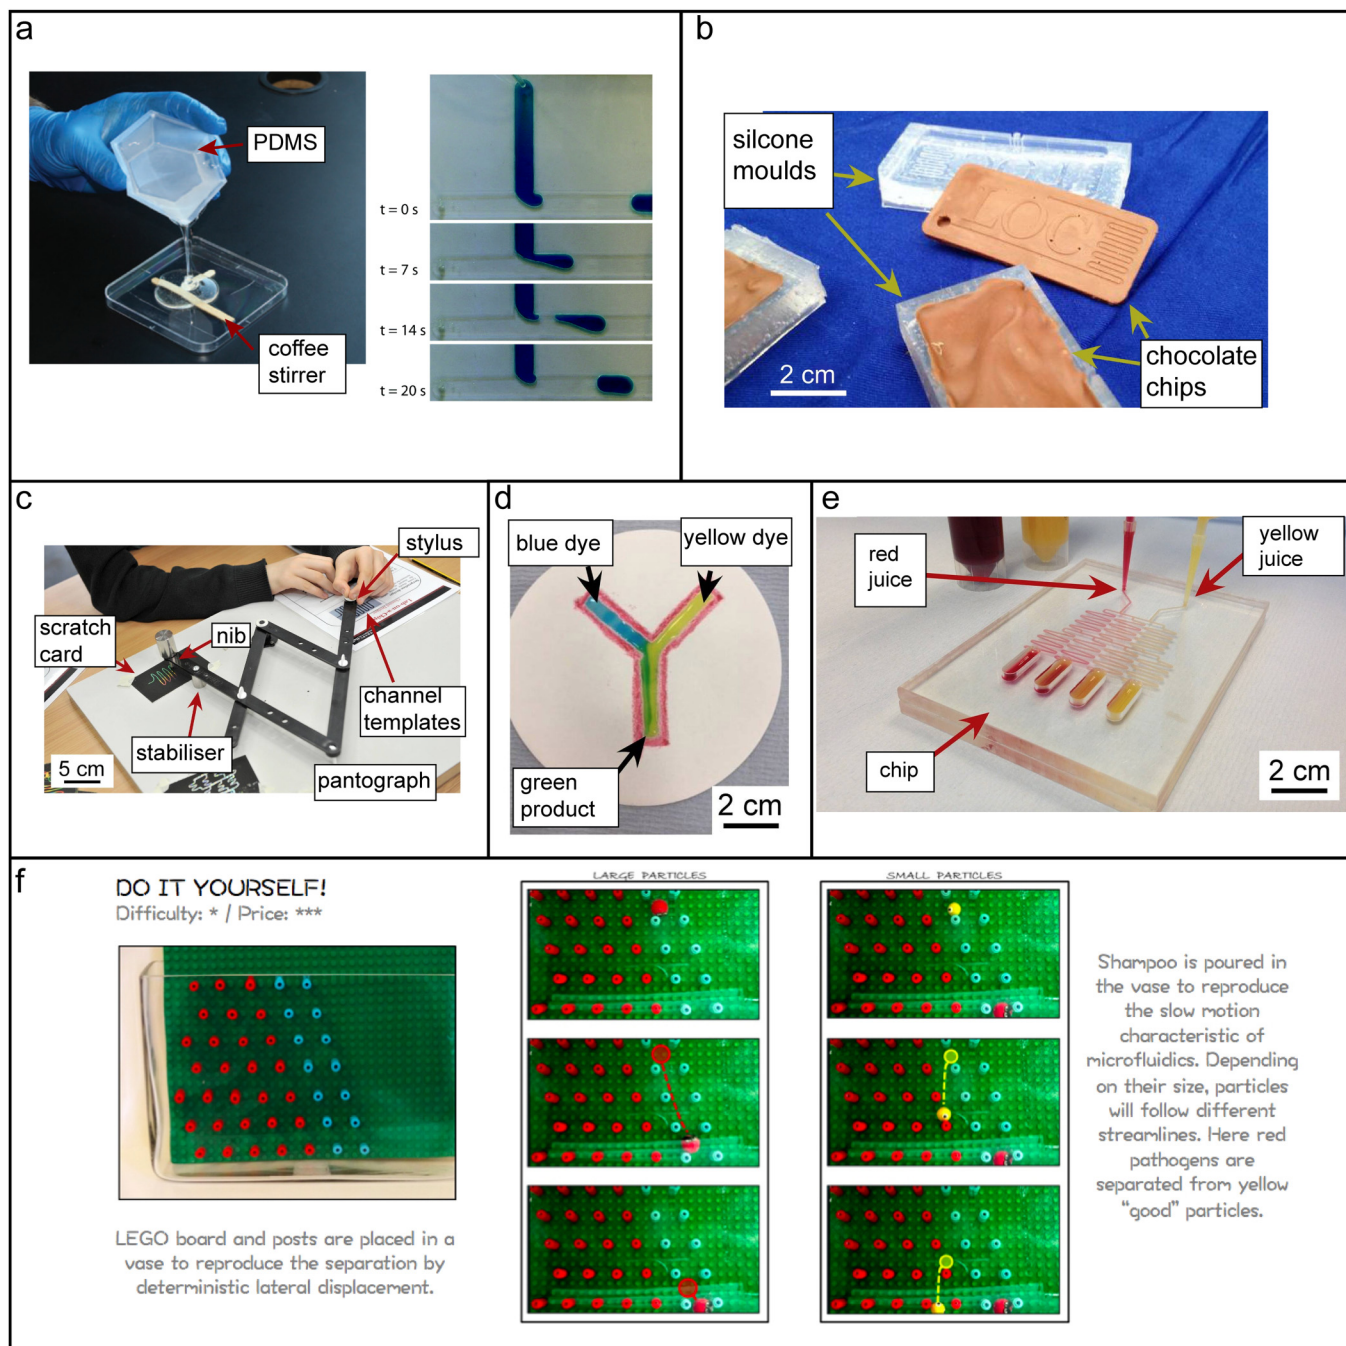 a
PDMS
coffee
stirrer
t = 0 s
t = 7 s
t = 14 s
t = 20 s
b
silcone
moulds
LOC
chocolate
chips
2 cm
c
stylus
scratch
card
nib
channel
templates
stabiliser
pantograph
5 cm
d
blue dye
yellow dye
green
product
2 cm
e
red
juice
yellow
juice
chip
2 cm
f
DO IT YOURSELF!
Difficulty: * / Price: ***
LEGO board and posts are placed in a
vase to reproduce the separation by
deterministic lateral displacement.
LARGE PARTICLES
SMALL PARTICLES
Shampoo is poured in
the vase to reproduce
the slow motion
characteristic of
microfluidics. Depending
on their size, particles
will follow different
streamlines. Here red
pathogens are
separated from yellow
“good” particles.